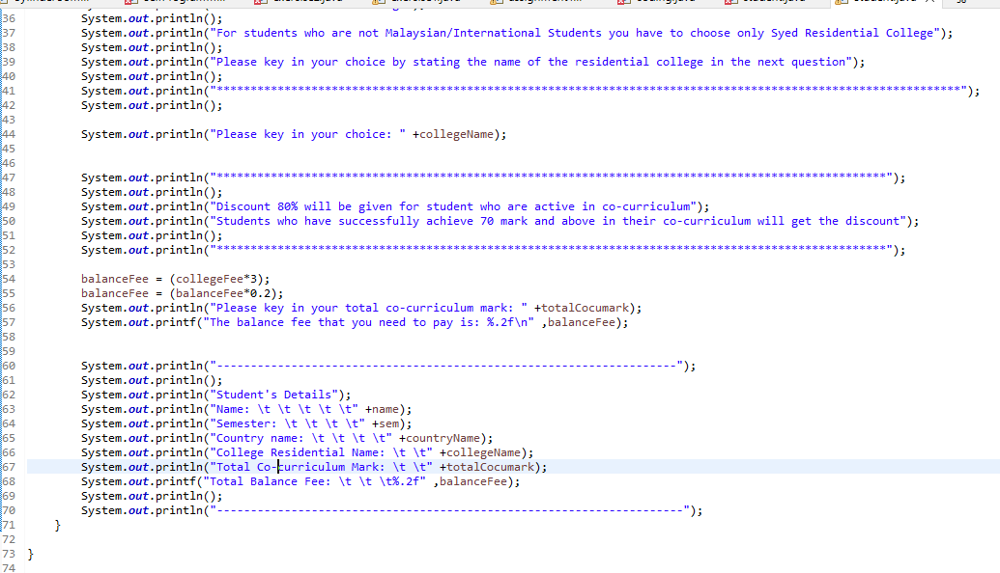 36 System.out.println();
37 System.out.println("For students who are not Malaysian/International Students you have to choose only Syed Residential College");
38 System.out.println();
39 System.out.println("Please key in your choice by stating the name of the residential college in the next question");
40 System.out.println();
41 System.out.println("**************************************************************************************************************");
42 System.out.println();
43
44 System.out.println("Please key in your choice: " +collegeName);
45
46
47 System.out.println("***************************************************************************************************");
48 System.out.println();
49 System.out.println("Discount 80% will be given for student who are active in co-curriculum");
50 System.out.println("Students who have successfully achieve 70 mark and above in their co-curriculum will get the discount");
51 System.out.println();
52 System.out.println("***************************************************************************************************");
53
54 balanceFee = (collegeFee*3);
55 balanceFee = (balanceFee*0.2);
56 System.out.println("Please key in your total co-curriculum mark: " +totalCocumark);
57 System.out.printf("The balance fee that you need to pay is: %.2f\n" ,balanceFee);
58
59
60 System.out.println("--------------------------------------------------------------------");
61 System.out.println();
62 System.out.println("Student's Details");
63 System.out.println("Name: \t \t \t \t \t" +name);
64 System.out.println("Semester: \t \t \t \t" +sem);
65 System.out.println("Country name: \t \t \t \t" +countryName);
66 System.out.println("College Residential Name: \t \t" +collegeName);
67 System.out.println("Total Co-curriculum Mark: \t \t" +totalCocumark);
68 System.out.printf("Total Balance Fee: \t \t \t%.2f" ,balanceFee);
69 System.out.println();
70 System.out.println("---------------------------------------------------------------------");
71 }
72
73 }
74